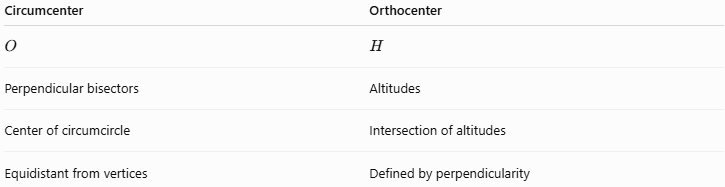 Circumcenter Orthocenter
O H
Perpendicular bisectors Altitudes
Center of circumcircle Intersection of altitudes
Equidistant from vertices Defined by perpendicularity